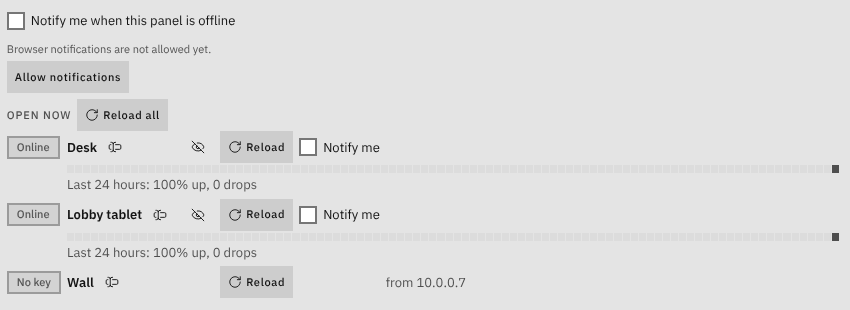 Notify me when this panel is offline
Browser notifications are not allowed yet.
Allow notifications
OPEN NOW Reload all
Online Desk Reload Notify me
Last 24 hours: 100% up, 0 drops
Online Lobby tablet Reload Notify me
Last 24 hours: 100% up, 0 drops
No key Wall Reload from 10.0.0.7